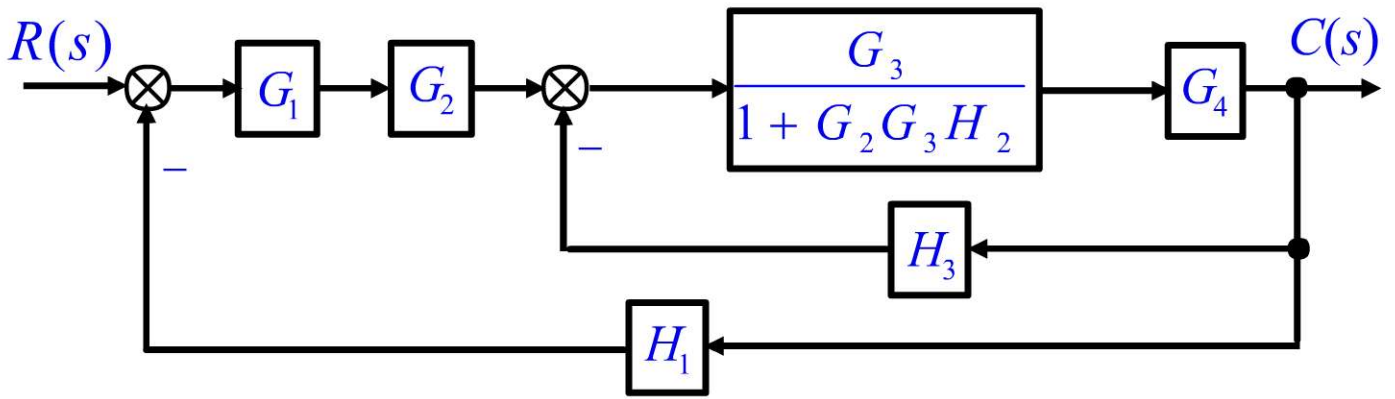 R(s)
G₁
G₂
G₃
1 + G₂G₃H₂
G₄
C(s)
−
−
H₃
H₁